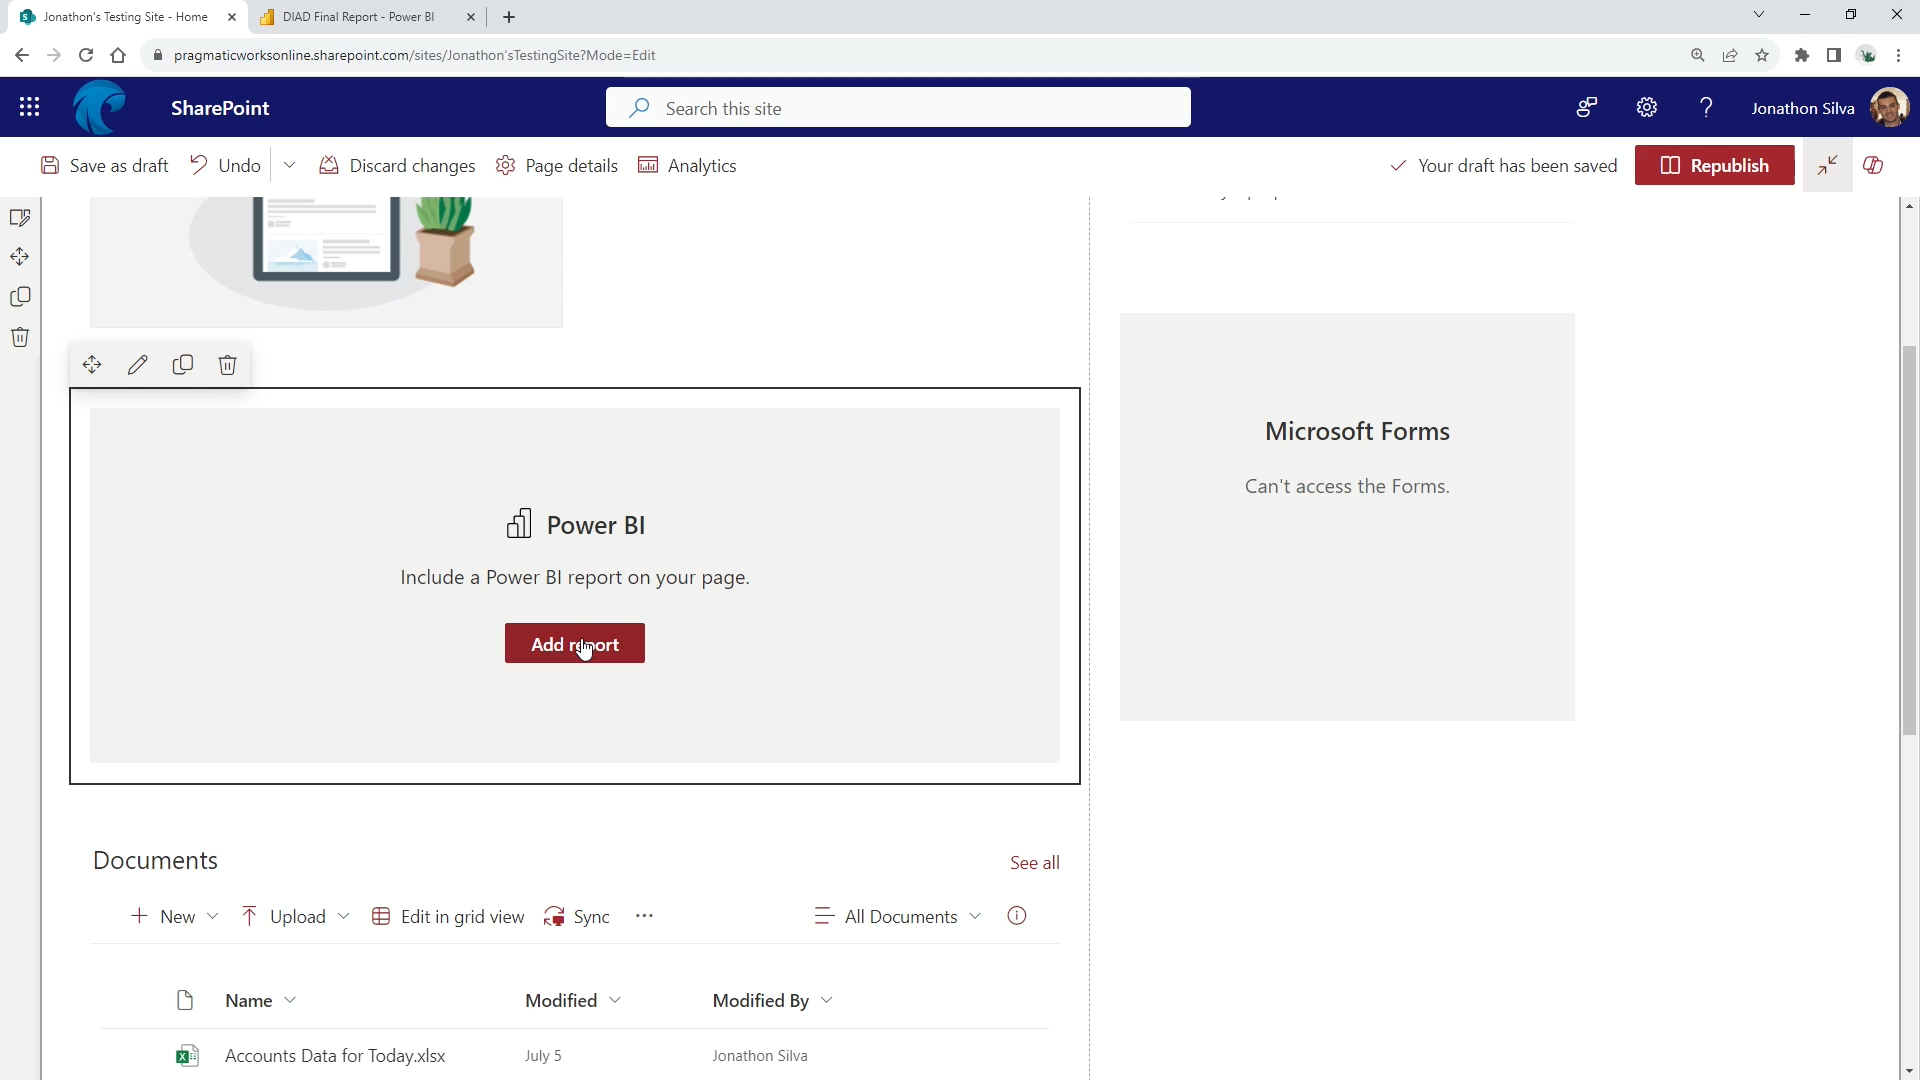 Jonathon's Testing Site - Home
DIAD Final Report - Power BI
pragmaticworksonline.sharepoint.com/sites/Jonathon'sTestingSite?Mode=Edit
SharePoint
Search this site
Jonathon Silva
Save as draft
Undo
Discard changes
Page details
Analytics
Your draft has been saved
Republish
Microsoft Forms
Can't access the Forms.
Power BI
Include a Power BI report on your page.
Add report
Documents
See all
New
Upload
Edit in grid view
Sync
All Documents
Name
Modified
Modified By
Accounts Data for Today.xlsx
July 5
Jonathon Silva